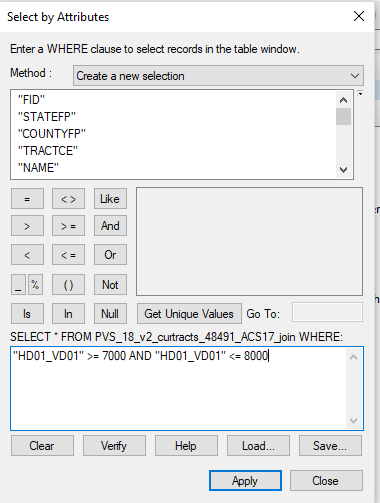 Select by Attributes
Enter a WHERE clause to select records in the table window.
Method : Create a new selection
"FID"
"STATEFP"
"COUNTYFP"
"TRACTCE"
"NAME"
= < > Like
> > = And
< < = Or
_ % ( ) Not
Is In Null Get Unique Values Go To:
SELECT * FROM PVS_18_v2_curtracts_48491_ACS17_join WHERE:
"HD01_VD01" >= 7000 AND "HD01_VD01" <= 8000
Clear Verify Help Load... Save...
Apply Close